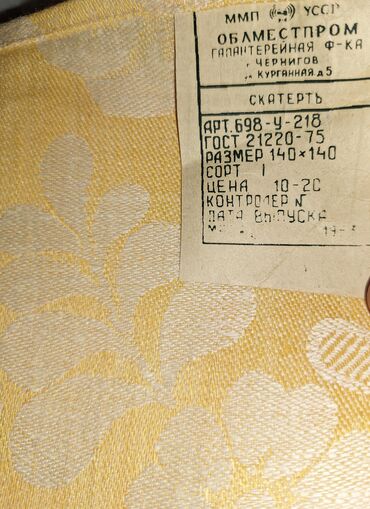 ММП УССР
ОБЛМЕСТПРОМ
ГАЛАНТЕРЕЙНАЯ Ф-КА
г ЧЕРНИГОВ
ул. КУРГАННАЯ д.5
СКАТЕРТЬ
АРТ. 698-У-218
ГОСТ 21220-75
РАЗМЕР 140×140
СОРТ I
ЦЕНА 10-20
КОНТРОЛЕР №
ДАТА ВЫПУСКА